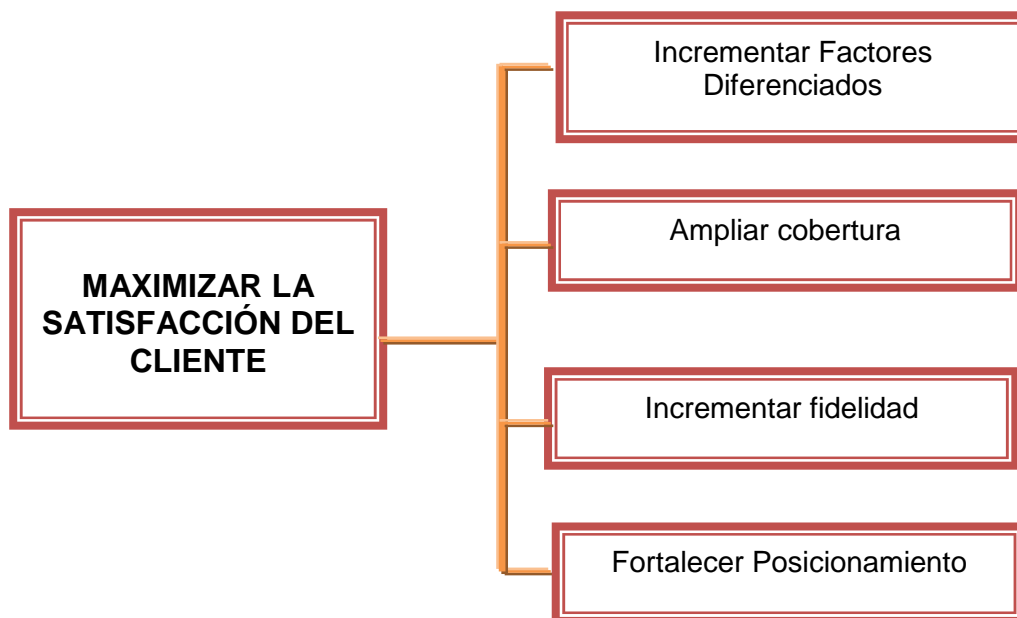 MAXIMIZAR LA
SATISFACCIÓN DEL
CLIENTE
Incrementar Factores
Diferenciados
Ampliar cobertura
Incrementar fidelidad
Fortalecer Posicionamiento